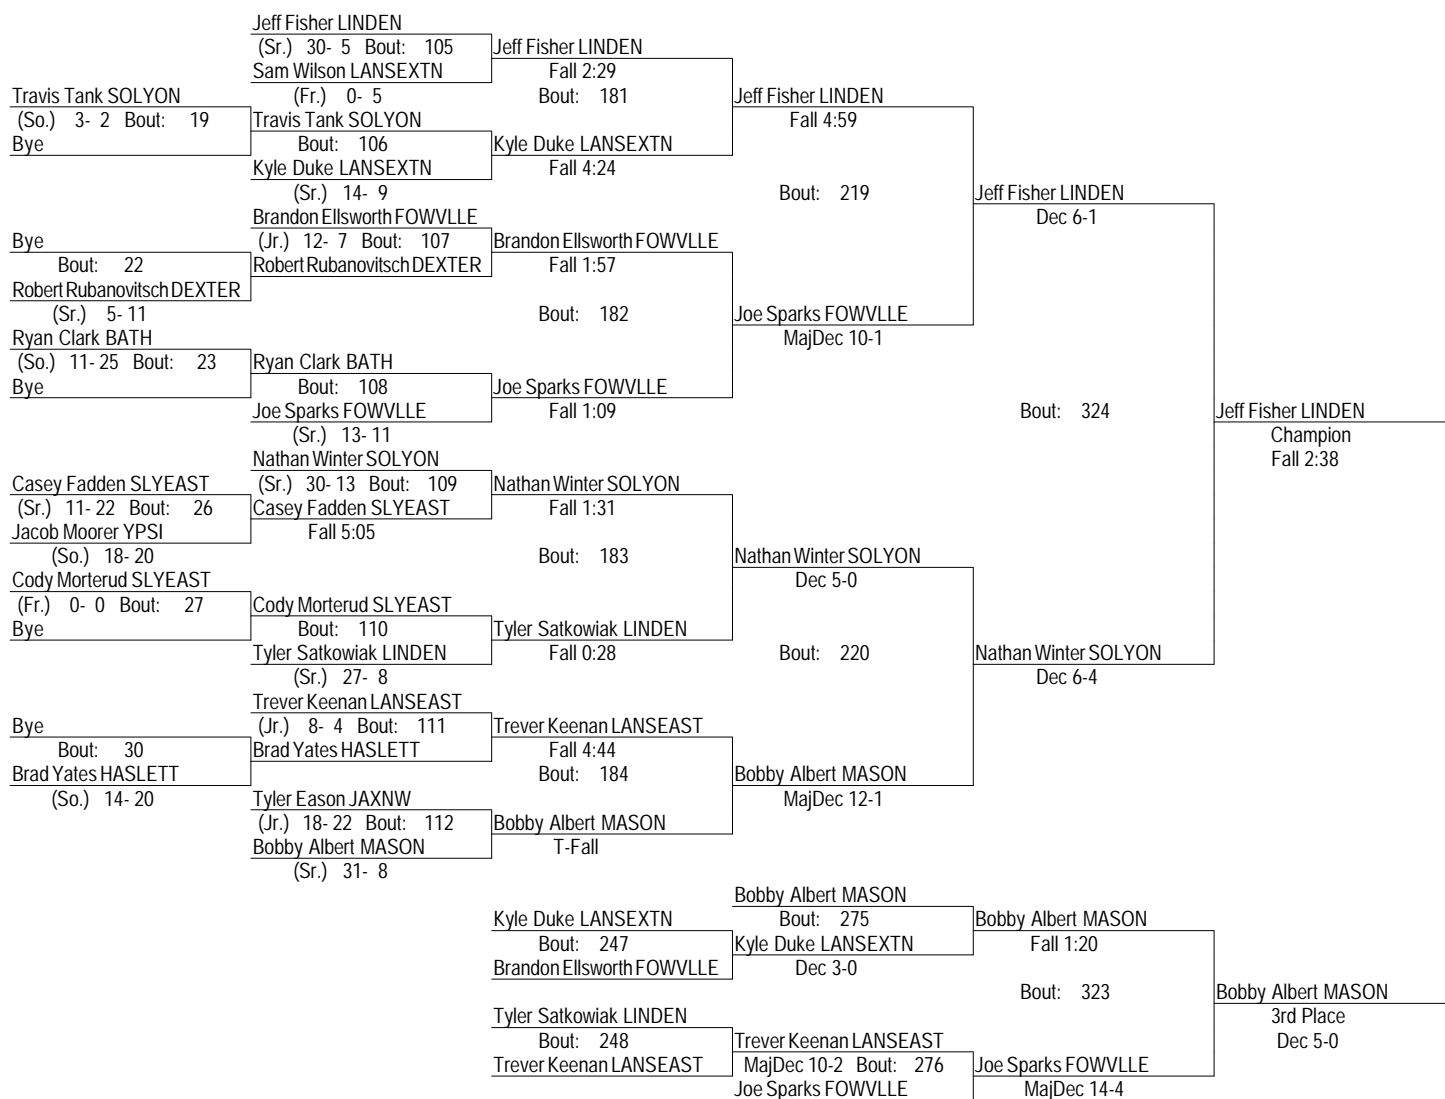 Jeff Fisher LINDEN
(Sr.) 30- 5 Bout: 105 Jeff Fisher LINDEN
Sam Wilson LANSEXTN Fall 2:29
Travis Tank SOLYON (Fr.) 0- 5 Bout: 181 Jeff Fisher LINDEN
(So.) 3- 2 Bout: 19 Travis Tank SOLYON Fall 4:59
Bye Bout: 106 Kyle Duke LANSEXTN
Kyle Duke LANSEXTN Fall 4:24
(Sr.) 14- 9 Bout: 219 Jeff Fisher LINDEN
Brandon Ellsworth FOWVLLE Dec 6-1
Bye (Jr.) 12- 7 Bout: 107 Brandon Ellsworth FOWVLLE
Bout: 22 Robert Rubanovitsch DEXTER Fall 1:57
Robert Rubanovitsch DEXTER
(Sr.) 5- 11 Bout: 182 Joe Sparks FOWVLLE
Ryan Clark BATH MajDec 10-1
(So.) 11- 25 Bout: 23 Ryan Clark BATH
Bye Bout: 108 Joe Sparks FOWVLLE
Joe Sparks FOWVLLE Fall 1:09 Bout: 324 Jeff Fisher LINDEN
(Sr.) 13- 11 Champion
Nathan Winter SOLYON Fall 2:38
Casey Fadden SLYEAST (Sr.) 30- 13 Bout: 109 Nathan Winter SOLYON
(Sr.) 11- 22 Bout: 26 Casey Fadden SLYEAST Fall 1:31
Jacob Moorer YPSI Fall 5:05
(So.) 18- 20 Bout: 183 Nathan Winter SOLYON
Cody Morterud SLYEAST Dec 5-0
(Fr.) 0- 0 Bout: 27 Cody Morterud SLYEAST
Bye Bout: 110 Tyler Satkowiak LINDEN
Tyler Satkowiak LINDEN Fall 0:28 Bout: 220 Nathan Winter SOLYON
(Sr.) 27- 8 Dec 6-4
Trever Keenan LANSEAST
Bye (Jr.) 8- 4 Bout: 111 Trever Keenan LANSEAST
Bout: 30 Brad Yates HASLETT Fall 4:44
Brad Yates HASLETT Bout: 184 Bobby Albert MASON
(So.) 14- 20 Tyler Eason JAXNW MajDec 12-1
(Jr.) 18- 22 Bout: 112 Bobby Albert MASON
Bobby Albert MASON T-Fall
(Sr.) 31- 8
Bobby Albert MASON
Kyle Duke LANSEXTN Bout: 275 Bobby Albert MASON
Bout: 247 Kyle Duke LANSEXTN Fall 1:20
Brandon Ellsworth FOWVLLE Dec 3-0
Bout: 323 Bobby Albert MASON
Tyler Satkowiak LINDEN 3rd Place
Bout: 248 Trever Keenan LANSEAST Dec 5-0
Trever Keenan LANSEAST MajDec 10-2 Bout: 276 Joe Sparks FOWVLLE
Joe Sparks FOWVLLE MajDec 14-4